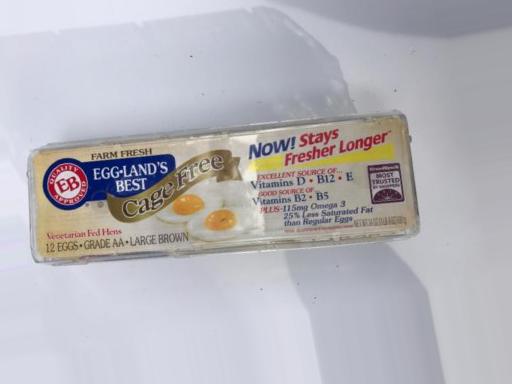 FARM FRESH
QUALITY
EB
APPROVED
EGG·LAND'S
BEST
Cage Free
Vegetarian Fed Hens
12 EGGS • GRADE AA • LARGE BROWN
Now! Stays
Fresher Longer
EXCELLENT SOURCE OF...
Vitamins D • B12 • E
GOOD SOURCE OF...
Vitamins B2 • B5
PLUS·115mg Omega 3
25% Less Saturated Fat
than Regular Eggs
MOST
TRUSTED